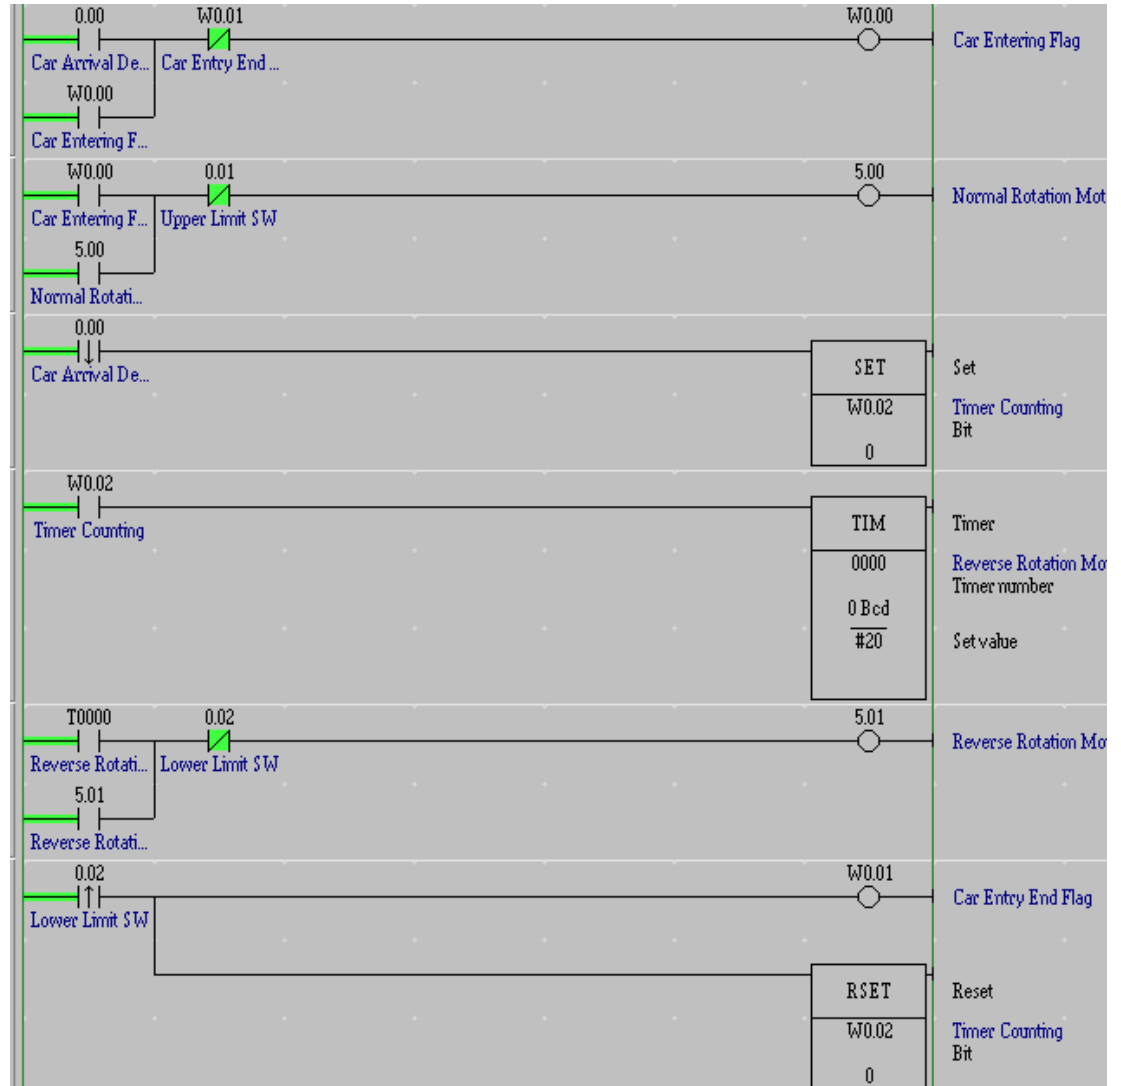 0.00 W0.01 W0.00
Car Arrival De... Car Entry End ... Car Entering Flag
W0.00
Car Entering F...
W0.00 0.01 5.00
Car Entering F... Upper Limit SW Normal Rotation Mot
5.00
Normal Rotati...
0.00
Car Arrival De... SET Set
W0.02 Timer Counting
Bit
0
W0.02
Timer Counting TIM Timer
0000 Reverse Rotation Mo
Timer number
0 Bcd
#20 Set value
T0000 0.02 5.01
Reverse Rotati... Lower Limit SW Reverse Rotation Mo
5.01
Reverse Rotati...
0.02 W0.01
Lower Limit SW Car Entry End Flag
RSET Reset
W0.02 Timer Counting
Bit
0